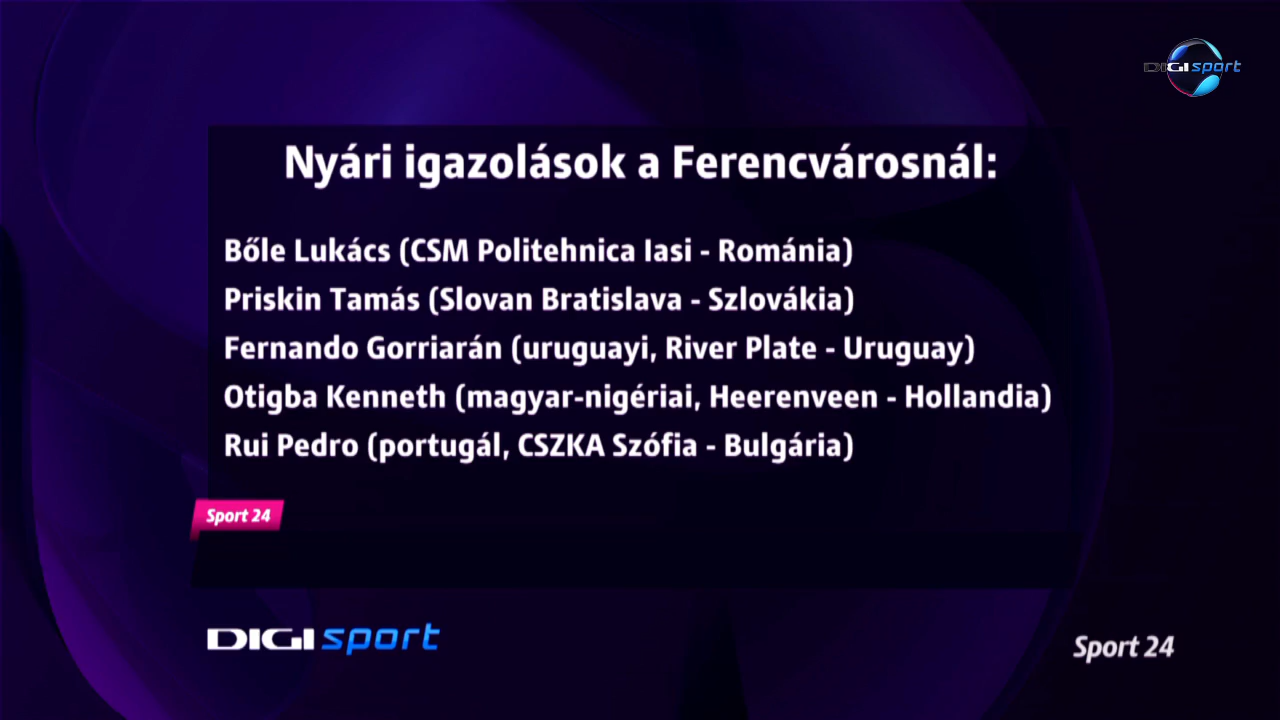 DIGI sport
Nyári igazolások a Ferencvárosnál:
Bőle Lukács (CSM Politehnica Iasi - Románia)
Priskin Tamás (Slovan Bratislava - Szlovákia)
Fernando Gorriarán (uruguayi, River Plate - Uruguay)
Otigba Kenneth (magyar-nigériai, Heerenveen - Hollandia)
Rui Pedro (portugál, CSZKA Szófia - Bulgária)
Sport 24
DIGI sport
Sport 24